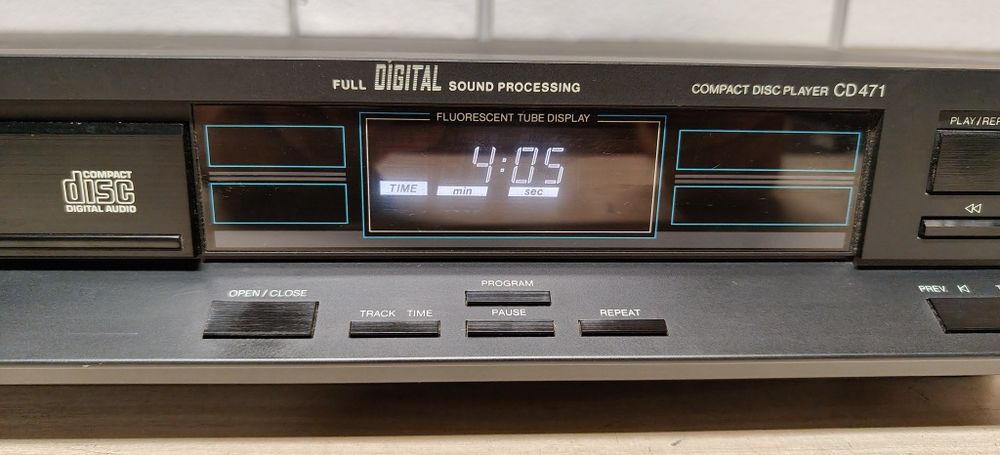 FULL DIGITAL SOUND PROCESSING
COMPACT DISC PLAYER CD471
FLUORESCENT TUBE DISPLAY
PLAY/REP
4:05
TIME min sec
COMPACT
disc
DIGITAL AUDIO
PROGRAM
OPEN/CLOSE
PREV.
TRACK TIME
PAUSE
REPEAT